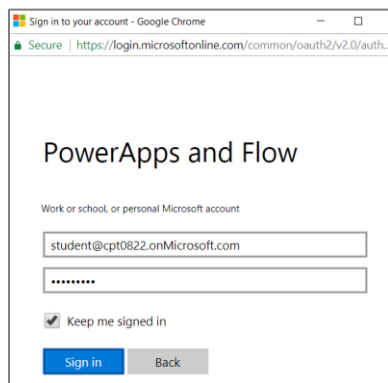 Sign in to your account - Google Chrome
Secure | https://login.microsoftonline.com/common/oauth2/v2.0/auth...
PowerApps and Flow
Work or school, or personal Microsoft account
student@cpt0822.onMicrosoft.com
•••••••••
Keep me signed in
Sign in Back